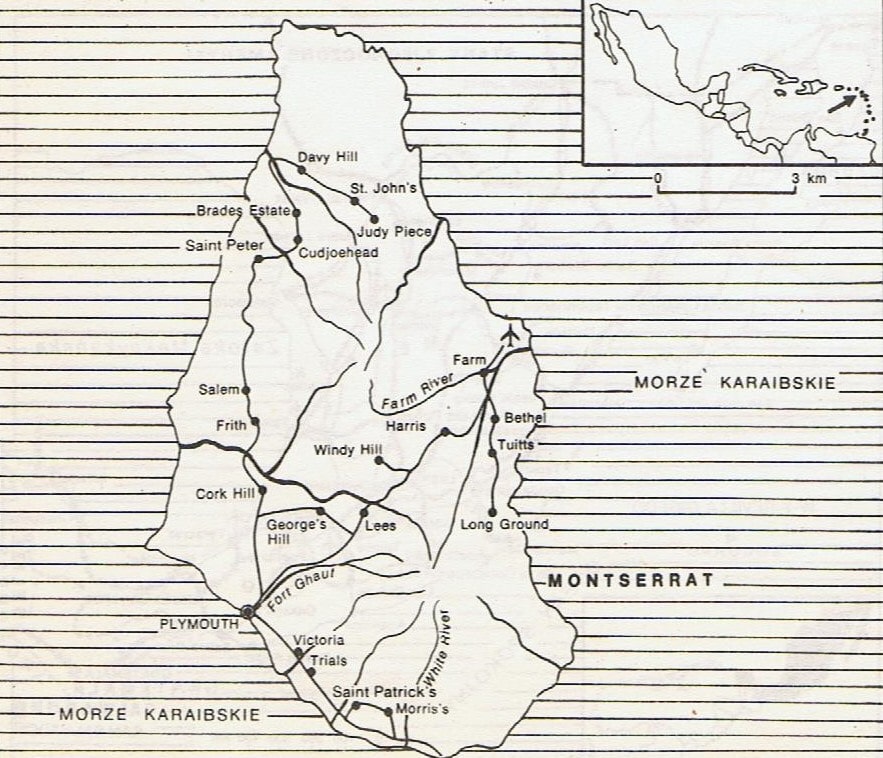 0 3 km
Davy Hill
St. John's
Brades Estate
Judy Piece
Saint Peter
Cudjoehead
Farm
Farm River
MORZE KARAIBSKIE
Salem
Frith
Harris
Bethel
Windy Hill
Tuitts
Cork Hill
George's
Hill
Lees
Long Ground
Fort Ghaut
MONTSERRAT
PLYMOUTH
White River
Victoria
Trials
Saint Patrick's
Morris's
MORZE KARAIBSKIE